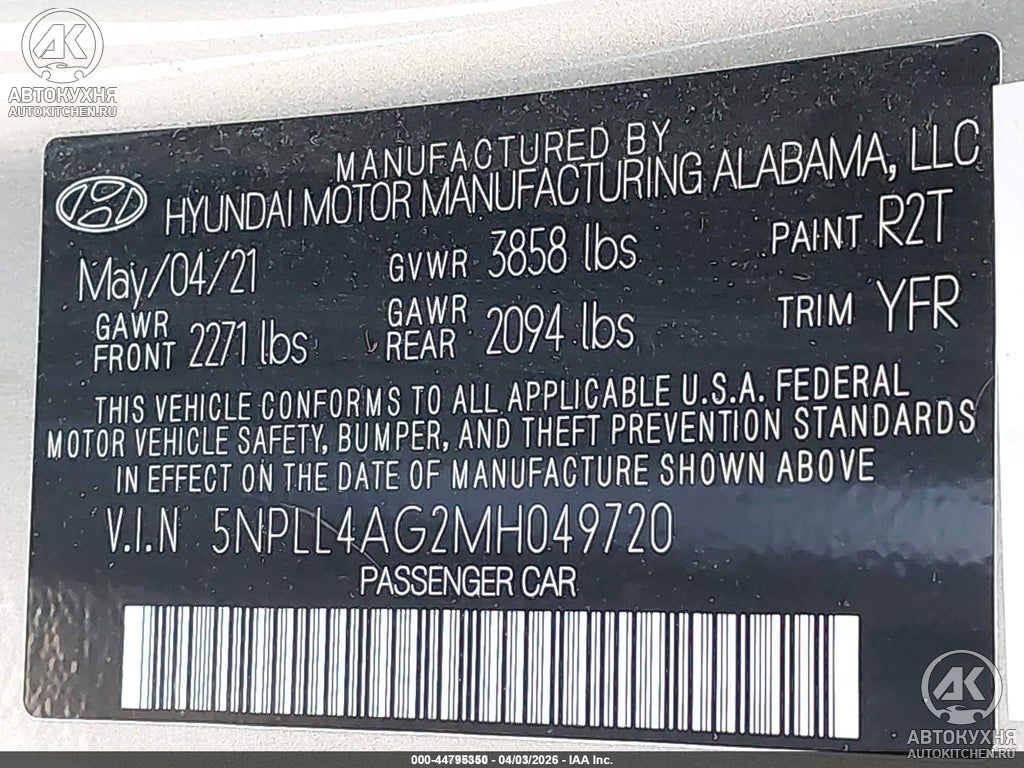 АК
АВТОКУХНЯ
AUTOKITCHEN.RU
MANUFACTURED BY
HYUNDAI MOTOR MANUFACTURING ALABAMA, LLC
May/04/21 GVWR 3858 lbs PAINT R2T
GAWR FRONT 2271 lbs GAWR REAR 2094 lbs TRIM YFR
THIS VEHICLE CONFORMS TO ALL APPLICABLE U.S.A. FEDERAL
MOTOR VEHICLE SAFETY, BUMPER, AND THEFT PREVENTION STANDARDS
IN EFFECT ON THE DATE OF MANUFACTURE SHOWN ABOVE
V.I.N 5NPLL4AG2MH049720
PASSENGER CAR
АК
АВТОКУХНЯ
AUTOKITCHEN.RU
000-44795350 - 04/03/2026 - IAA Inc.